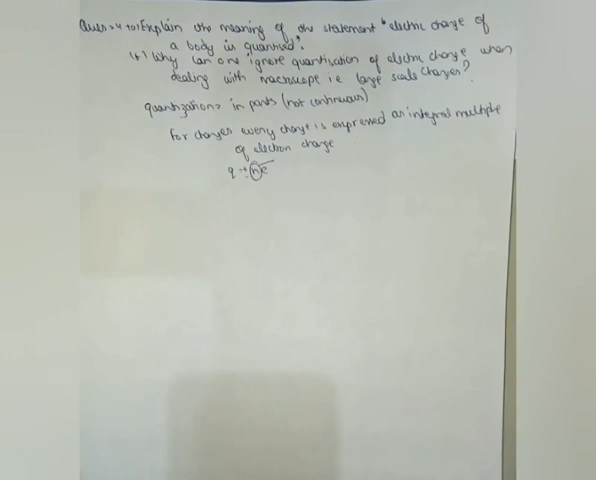 Ques → 4 (a) Explain the meaning of the statement "electric charge of
a body is quantised".
(b) Why can one ignore quantisation of electric charge when
dealing with macroscopic i.e large scale charges?
quantization → in parts (not continuous)
For charges every charge is expressed as integral multiple
of electron charge
q = ± ne